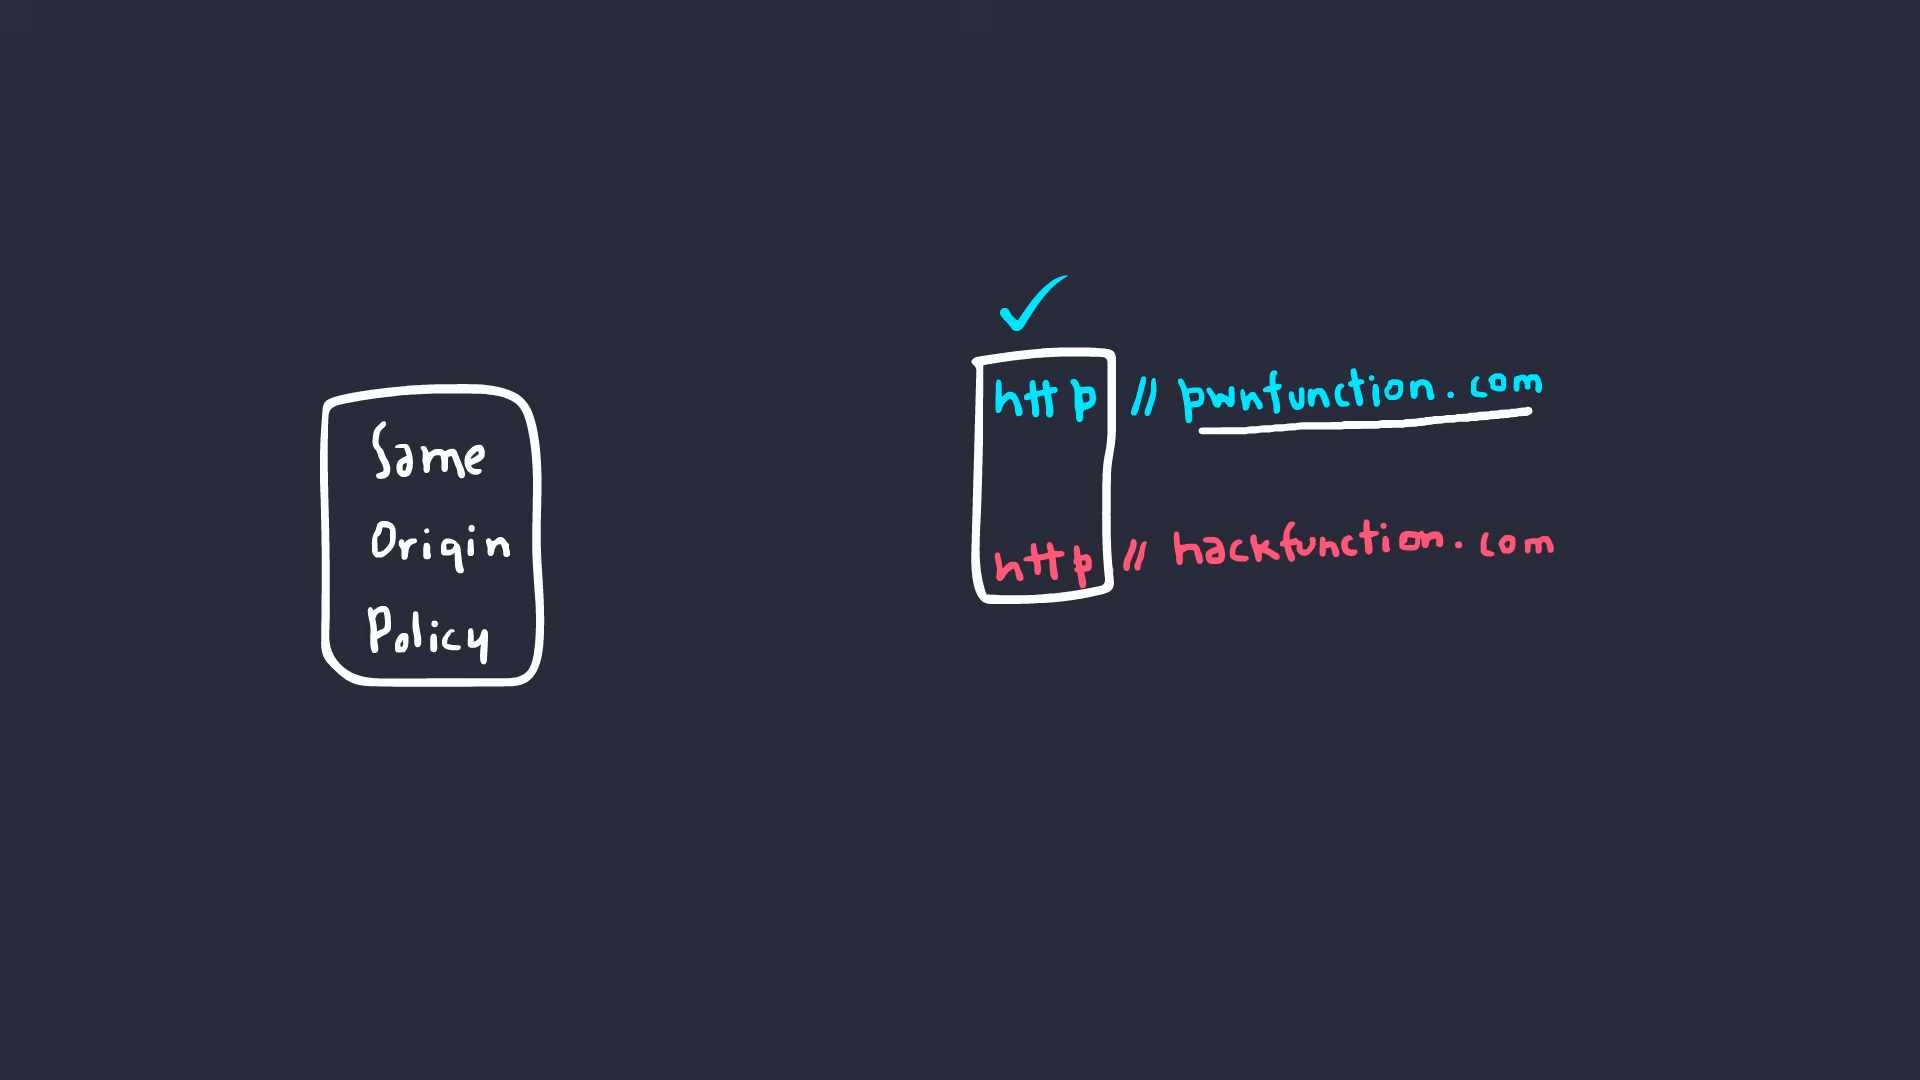 Same
Origin
Policy
http // pwnfunction.com
http // hackfunction.com